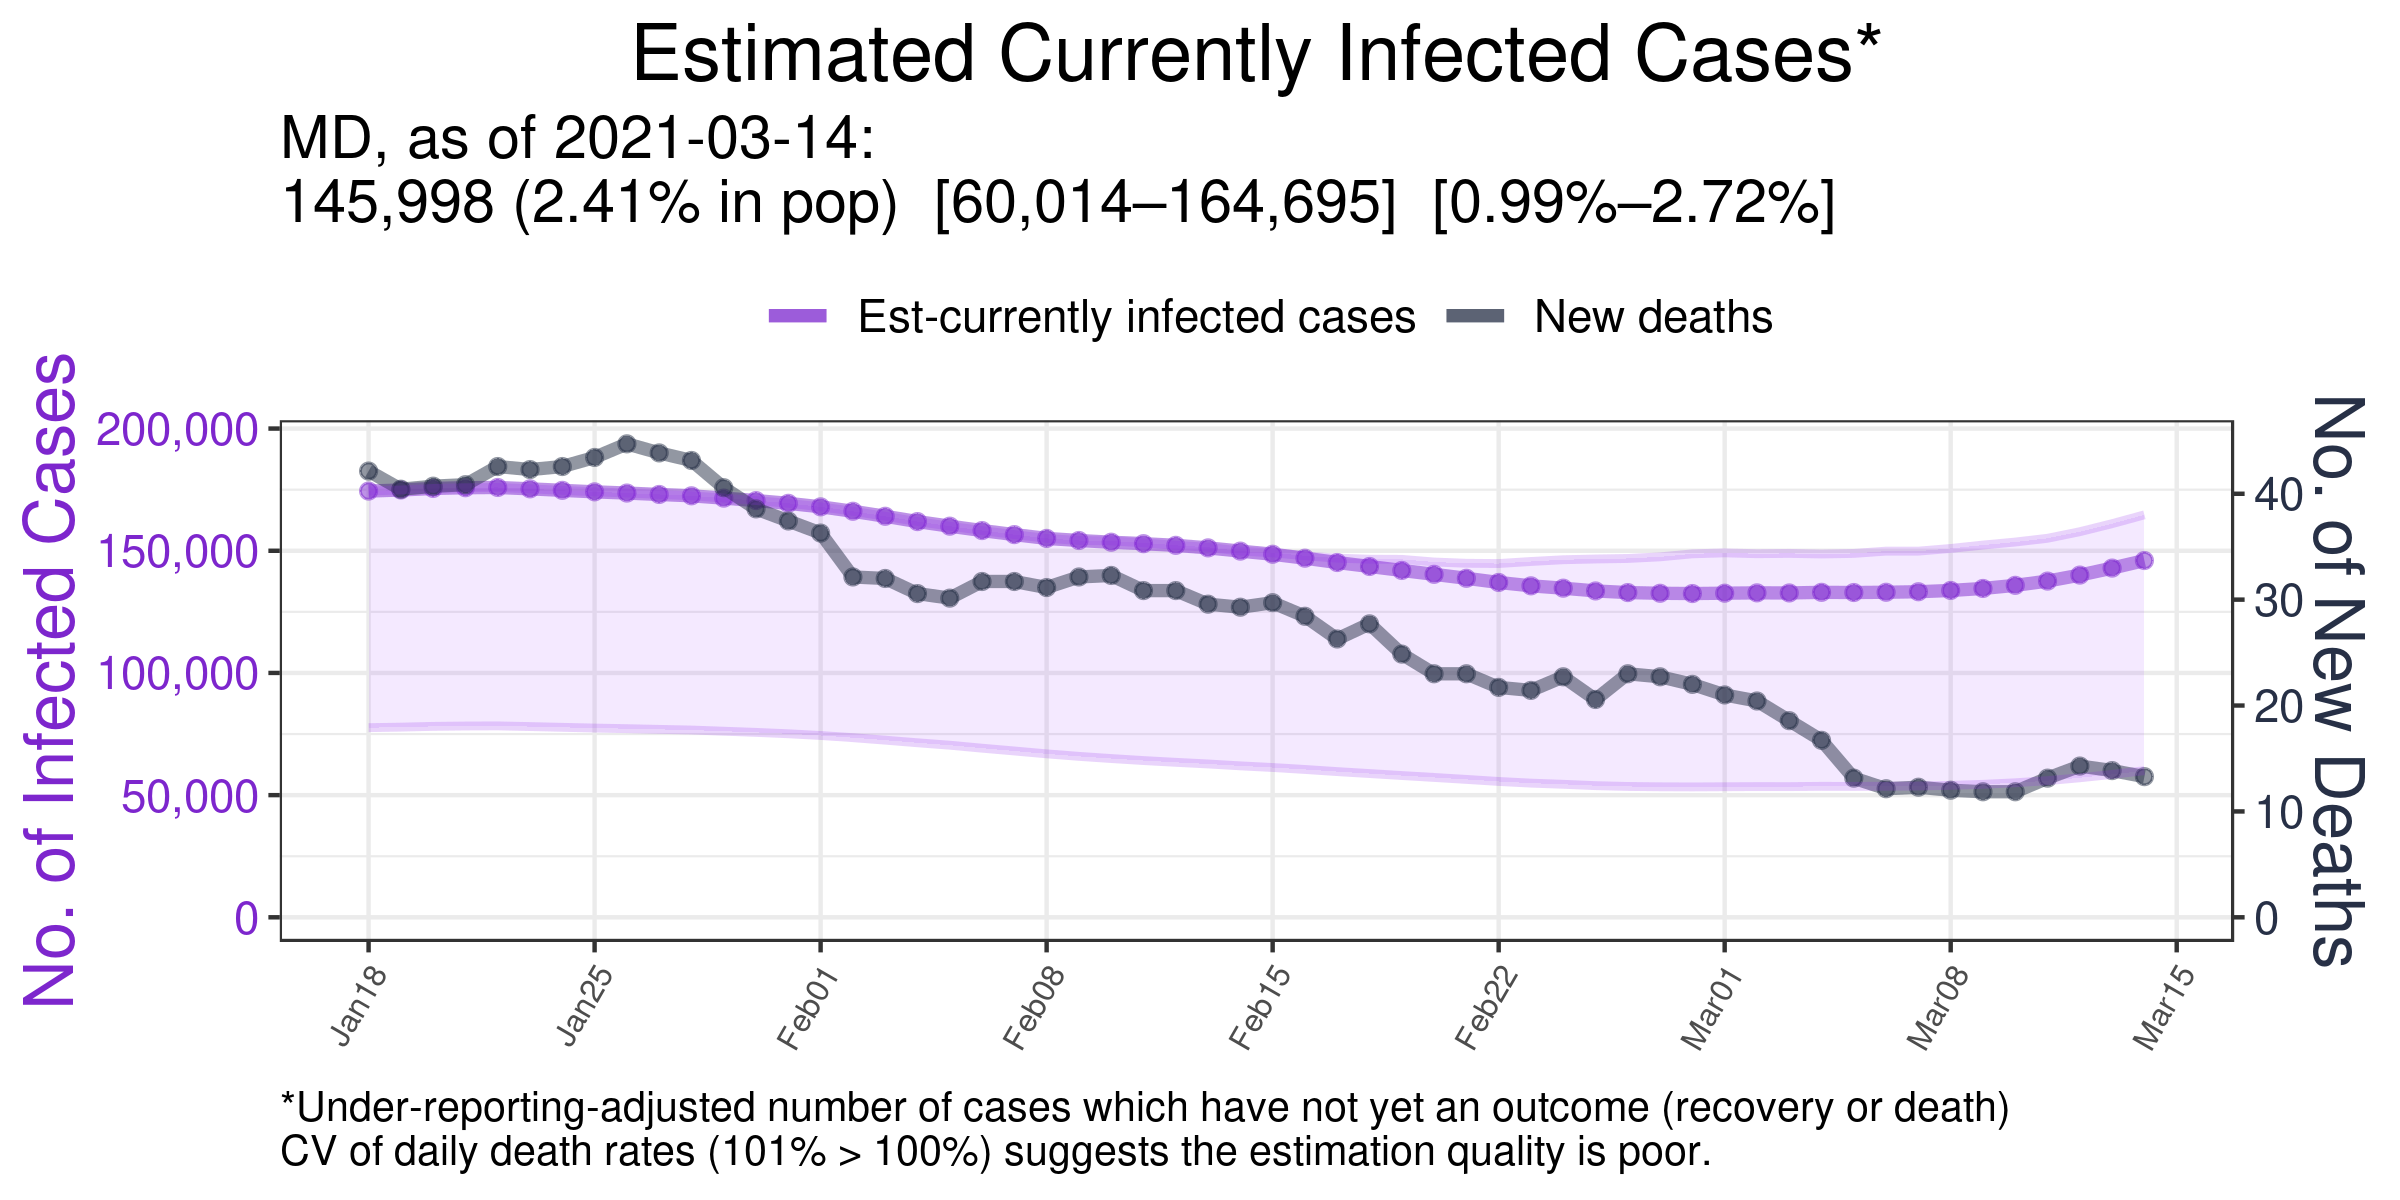 Estimated Currently Infected Cases*
MD, as of 2021-03-14:
145,998 (2.41% in pop)  [60,014–164,695]  [0.99%–2.72%]
Est-currently infected cases
New deaths
No. of Infected Cases
200,000
150,000
100,000
50,000
0
No. of New Deaths
40
30
20
10
0
Jan18
Jan25
Feb01
Feb08
Feb15
Feb22
Mar01
Mar08
Mar15
*Under-reporting-adjusted number of cases which have not yet an outcome (recovery or death)
CV of daily death rates (101% > 100%) suggests the estimation quality is poor.